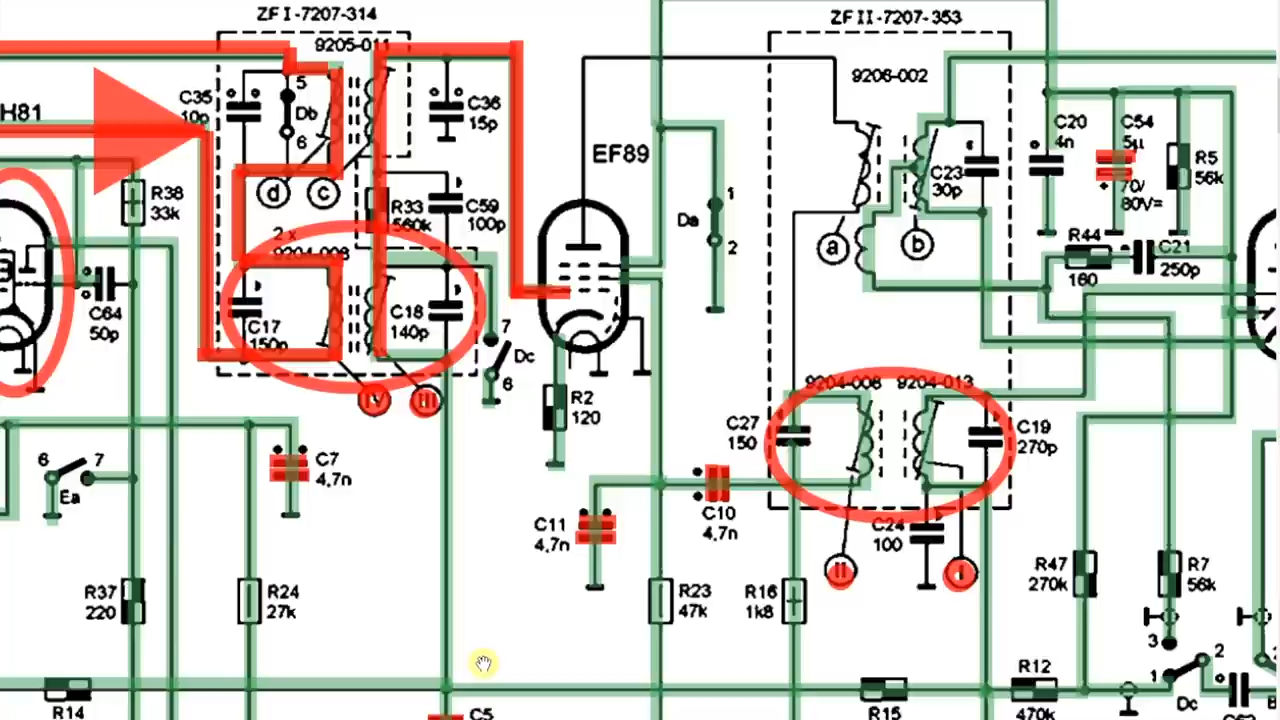 ZF I-7207-314
ZF II-7207-353
9205-011
9206-002
C35
10p
5
Db
6
C36
15p
H81
EF89
C20
4n
C54
5µ
70/
80V=
R5
56k
C23
30p
R38
33k
d
c
R33
560k
C59
100p
1
Da
2
a
b
2 x
9204-008
R44
160
C21
250p
C64
50p
C17
150p
C18
140p
7
Dc
6
IV
III
R2
120
9204-008
9204-013
C27
150
C19
270p
6
7
Ea
C7
4,7n
C11
4,7n
C10
4,7n
C24
100
II
I
R37
220
R24
27k
R23
47k
R16
1k8
R47
270k
R7
56k
3
2
1
Dc
R14
C5
R15
R12
470k